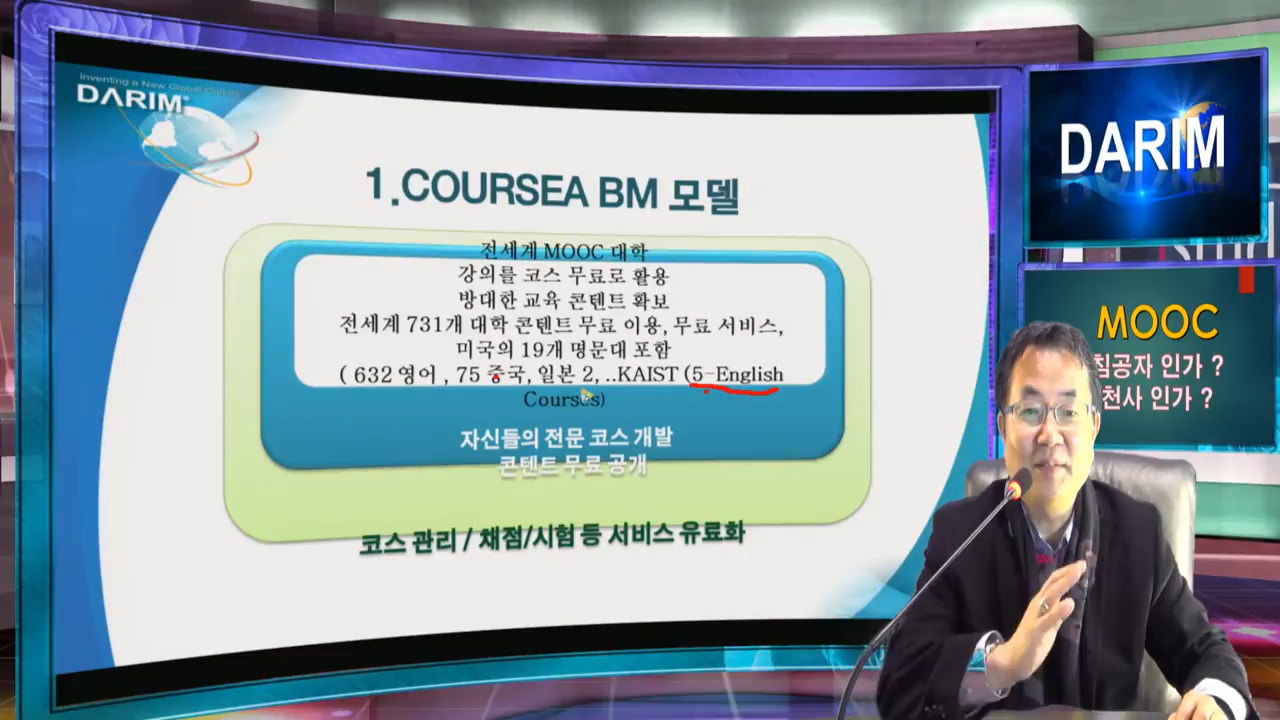 Inventing a New Global Culture
DARIM
1.COURSEA BM 모델
전세계 MOOC 대학
강의를 코스 무료로 활용
방대한 교육 콘텐트 확보
전세계 731개 대학 콘텐트 무료 이용, 무료 서비스,
미국의 19개 명문대 포함
( 632 영어 , 75 중국, 일본 2, ..KAIST (5-English
Courses)
자신들의 전문 코스 개발
콘텐트 무료 공개
코스 관리 / 채점/시험 등 서비스 유료화
DARIM
MOOC
침공자 인가 ?
천사 인가 ?